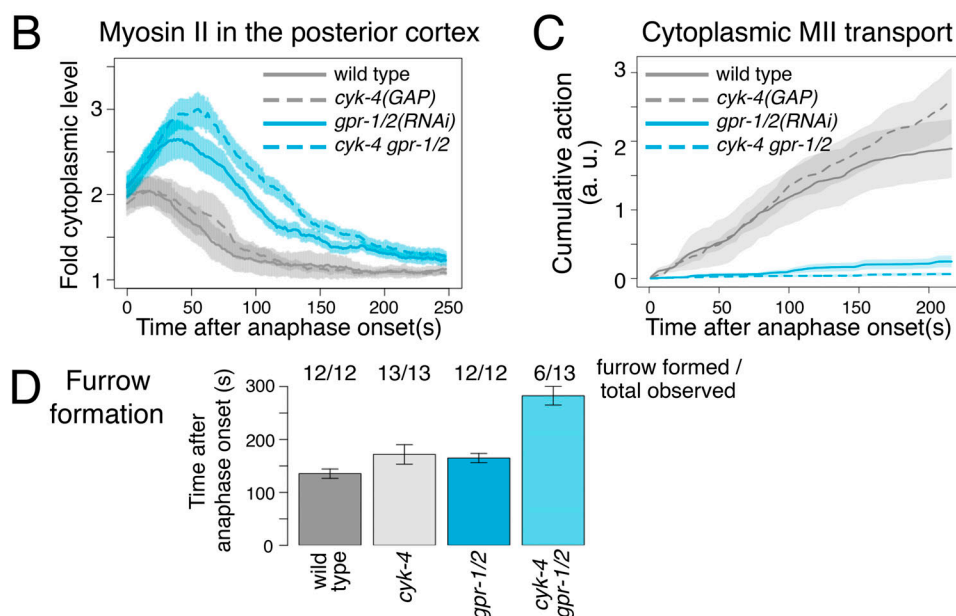 B Myosin II in the posterior cortex
Fold cytoplasmic level
3
2
1
wild type
cyk-4(GAP)
gpr-1/2(RNAi)
cyk-4 gpr-1/2
0 50 100 150 200 250
Time after anaphase onset(s)
C Cytoplasmic MII transport
Cumulative action
(a. u.)
3
2
1
0
wild type
cyk-4(GAP)
gpr-1/2(RNAi)
cyk-4 gpr-1/2
0 50 100 150 200
Time after anaphase onset(s)
D Furrow
formation
12/12 13/13 12/12 6/13
furrow formed /
total observed
Time after
anaphase onset (s)
300
200
100
0
wild
type
cyk-4
gpr-1/2
cyk-4
gpr-1/2